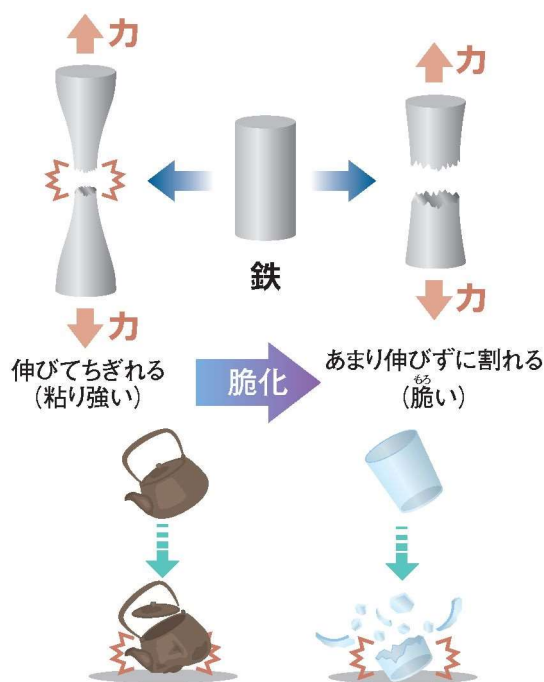 力
力
鉄
力
力
伸びてちぎれる
(粘り強い)
脆化
あまり伸びずに割れる
もろ
(脆い)